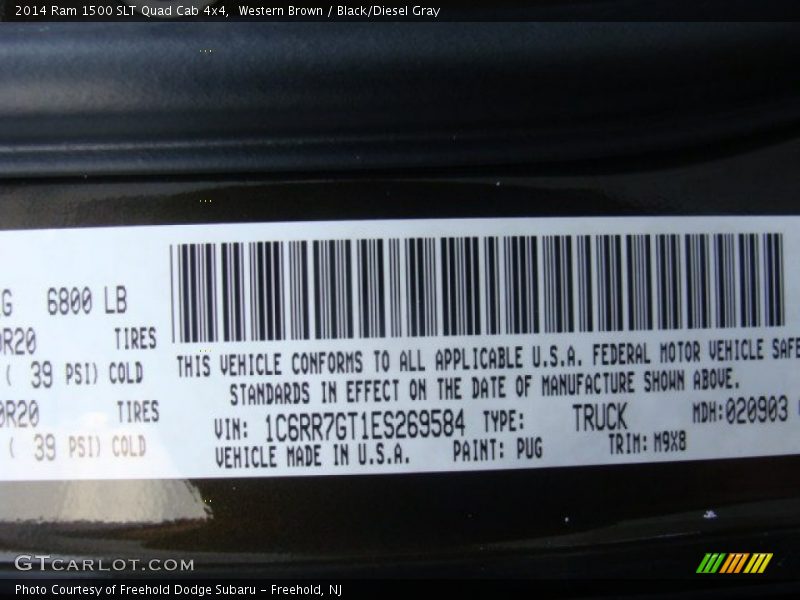 2014 Ram 1500 SLT Quad Cab 4x4,  Western Brown / Black/Diesel Gray
6800 LB
TIRES
( 39 PSI) COLD
TIRES
( 39 PSI) COLD
THIS VEHICLE CONFORMS TO ALL APPLICABLE U.S.A. FEDERAL MOTOR VEHICLE SAFE
STANDARDS IN EFFECT ON THE DATE OF MANUFACTURE SHOWN ABOVE.
VIN: 1C6RR7GT1ES269584 TYPE: TRUCK MDH:020903
VEHICLE MADE IN U.S.A. PAINT: PUG TRIM: M9X8
GTCARLOT.COM
Photo Courtesy of Freehold Dodge Subaru - Freehold, NJ